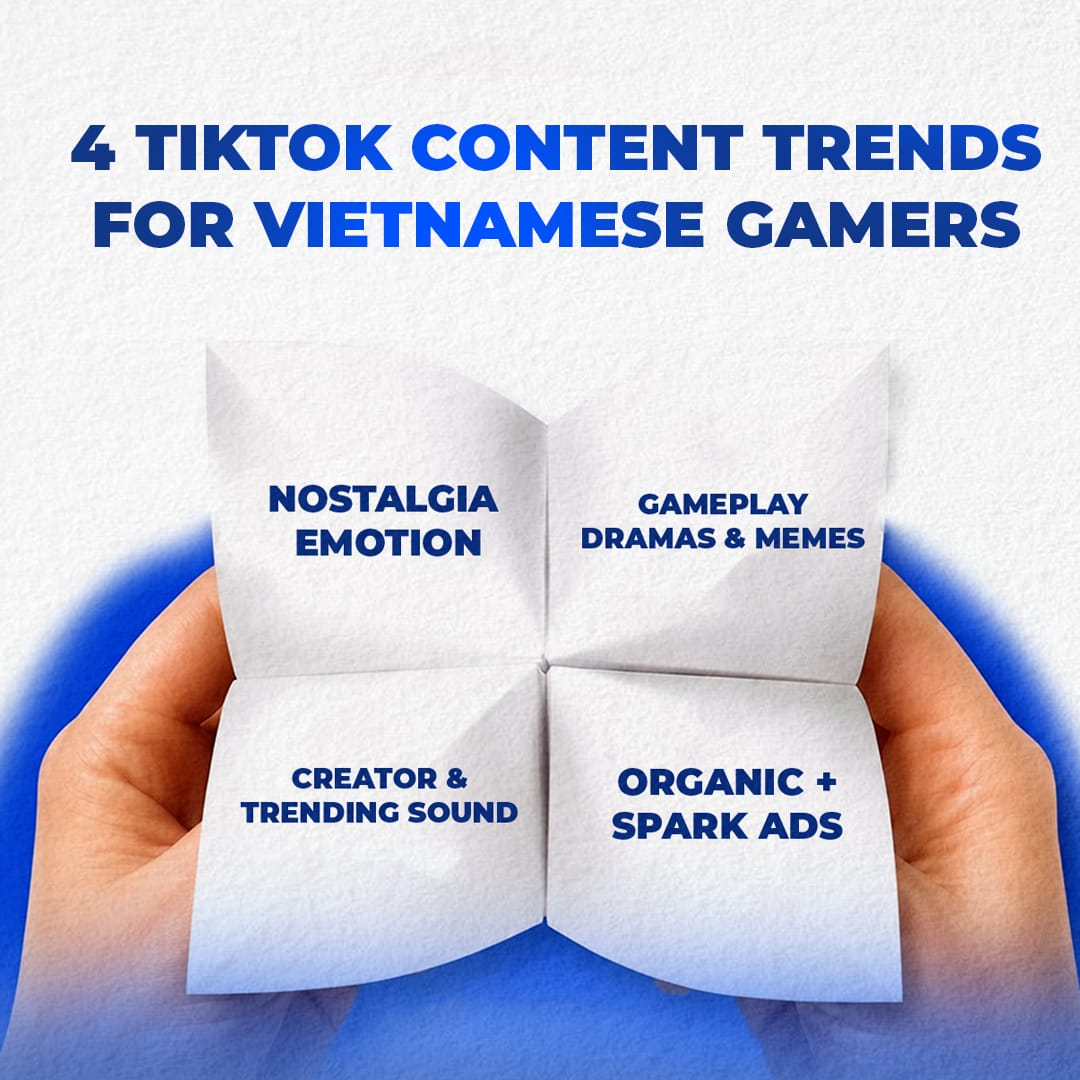 4 TIKTOK CONTENT TRENDS
FOR VIETNAMESE GAMERS
NOSTALGIA
EMOTION
GAMEPLAY
DRAMAS & MEMES
CREATOR &
TRENDING SOUND
ORGANIC +
SPARK ADS